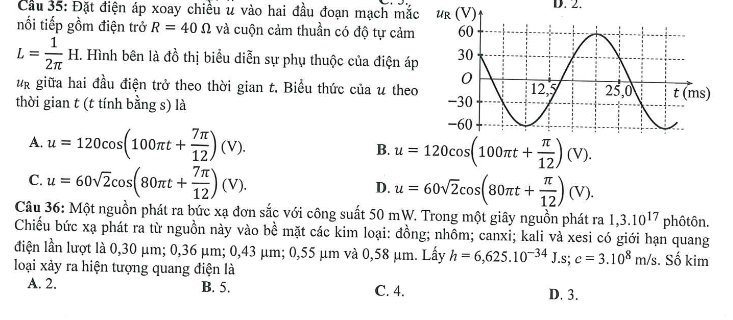 Câu 35: Đặt điện áp xoay chiều u vào hai đầu đoạn mạch mắc
nối tiếp gồm điện trở R = 40 Ω và cuộn cảm thuần có độ tự cảm
L = 1/2π H. Hình bên là đồ thị biểu diễn sự phụ thuộc của điện áp
uR giữa hai đầu điện trở theo thời gian t. Biểu thức của u theo
thời gian t (t tính bằng s) là
D. 2.
uR (V)
60
30
O
−30
−60
12,5
25,0
t (ms)
A. u = 120cos(100πt + 7π/12) (V).
B. u = 120cos(100πt + π/12) (V).
C. u = 60√2cos(80πt + 7π/12) (V).
D. u = 60√2cos(80πt + π/12) (V).
Câu 36: Một nguồn phát ra bức xạ đơn sắc với công suất 50 mW. Trong một giây nguồn phát ra 1,3.10¹⁷ phôtôn.
Chiếu bức xạ phát ra từ nguồn này vào bề mặt các kim loại: đồng; nhôm; canxi; kali và xesi có giới hạn quang
điện lần lượt là 0,30 μm; 0,36 μm; 0,43 μm; 0,55 μm và 0,58 μm. Lấy h = 6,625.10⁻³⁴ J.s; c = 3.10⁸ m/s. Số kim
loại xảy ra hiện tượng quang điện là
A. 2.
B. 5.
C. 4.
D. 3.